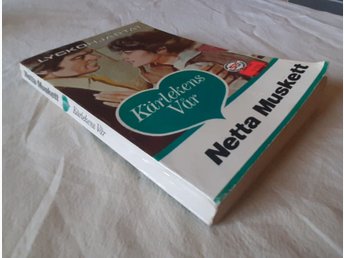 LYCKOHJÄRTAT
Kärlekens
Vår
Netta Muskett
Netta Muskett
Kärlekens Vår